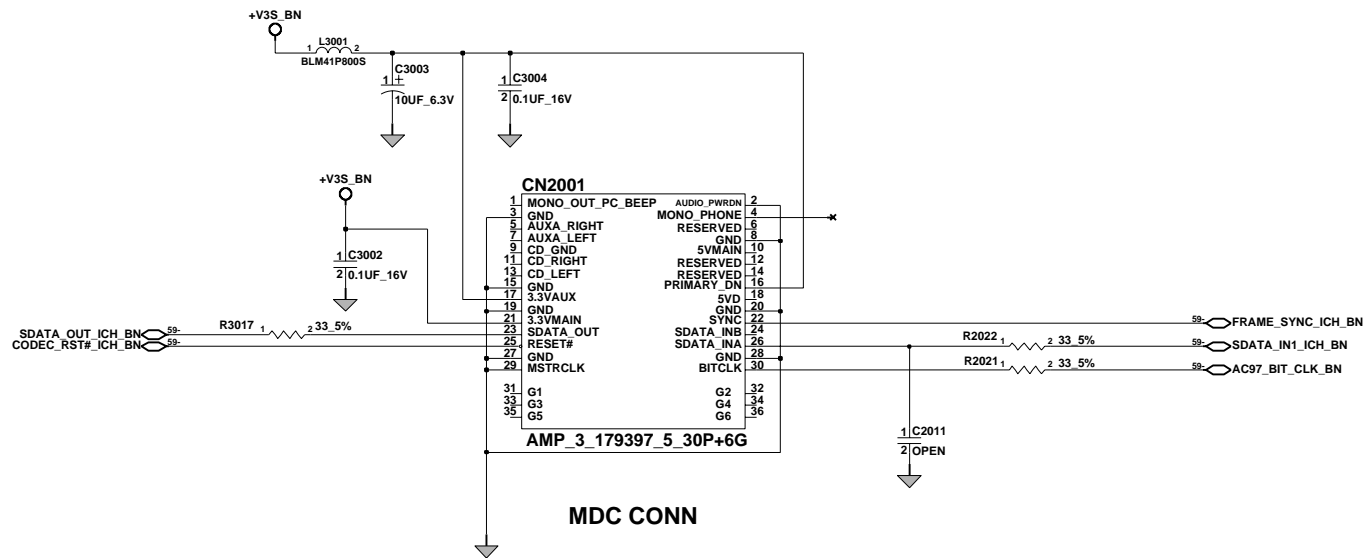 +V3S_BN
L3001
1 2
BLM41P800S
C3003
1 +
10UF_6.3V
1 C3004
2 0.1UF_16V
+V3S_BN
1 C3002
2 0.1UF_16V
CN2001
1 MONO_OUT_PC_BEEP AUDIO_PWRDN 2
3 GND MONO_PHONE 4
5 AUXA_RIGHT RESERVED 6
7 AUXA_LEFT GND 8
9 CD_GND 5VMAIN 10
11 CD_RIGHT RESERVED 12
13 CD_LEFT RESERVED 14
15 GND PRIMARY_DN 16
17 3.3VAUX 5VD 18
19 GND GND 20
21 3.3VMAIN SYNC 22
23 SDATA_OUT SDATA_INB 24
25 RESET# SDATA_INA 26
27 GND GND 28
29 MSTRCLK BITCLK 30
31 G1 G2 32
33 G3 G4 34
35 G5 G6 36
AMP_3_179397_5_30P+6G
SDATA_OUT_ICH_BN 59- R3017 1 2 33_5%
CODEC_RST#_ICH_BN 59-
59- FRAME_SYNC_ICH_BN
R2022 1 2 33_5% 59- SDATA_IN1_ICH_BN
R2021 1 2 33_5% 59- AC97_BIT_CLK_BN
1 C2011
2 OPEN
MDC CONN